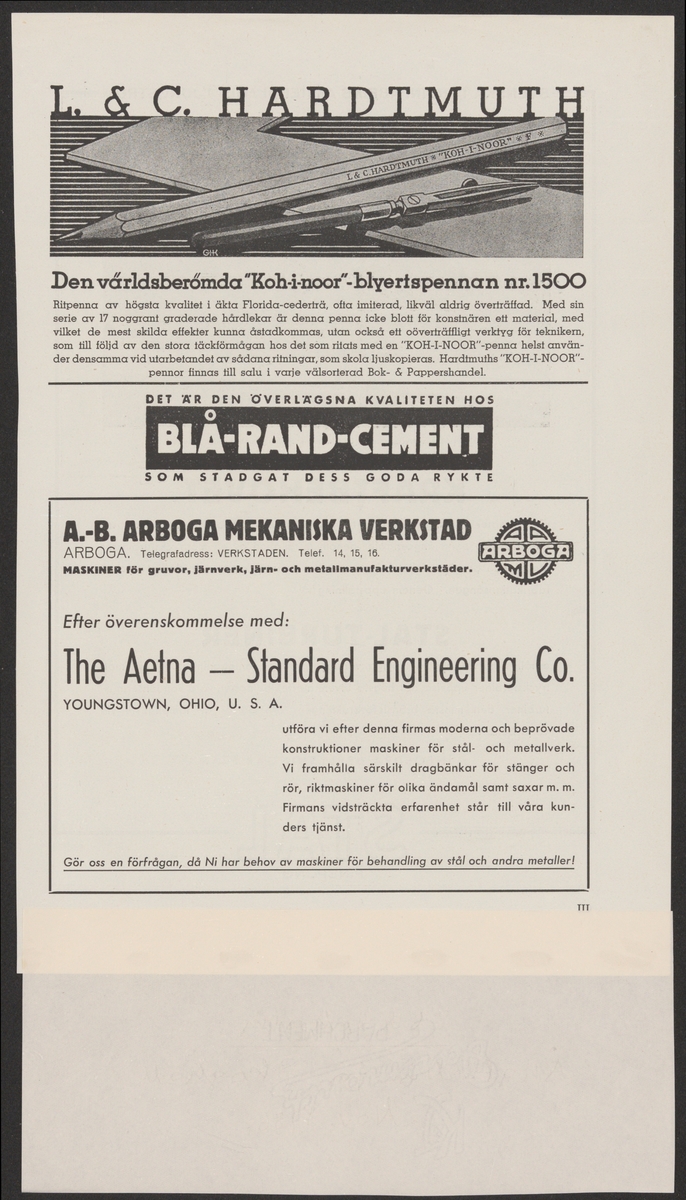 L. & C. HARDTMUTH
L & C. HARDTMUTH * "KOH-I-NOOR" * F *
GHK
Den världsberömda "Koh-i-noor"-blyertspennan nr. 1500
Ritpenna av högsta kvalitet i äkta Florida-cederträ, ofta imiterad, likväl aldrig överträffad. Med sin
serie av 17 noggrant graderade hårdlekar är denna penna icke blott för konstnären ett material, med
vilket de mest skilda effekter kunna åstadkommas, utan också ett oöverträffligt verktyg för teknikern,
som till följd av den stora täckförmågan hos det som ritats med en "KOH-I-NOOR"-penna helst använ-
der densamma vid utarbetandet av sådana ritningar, som skola ljuskopieras. Hardtmuths "KOH-I-NOOR"-
pennor finnas till salu i varje välsorterad Bok- & Pappershandel.
DET ÄR DEN ÖVERLÄGSNA KVALITETEN HOS
BLÅ-RAND-CEMENT
SOM STADGAT DESS GODA RYKTE
A.-B. ARBOGA MEKANISKA VERKSTAD
ARBOGA. Telegrafadress: VERKSTADEN. Telef. 14, 15, 16.
MASKINER för gruvor, järnverk, järn- och metallmanufakturverkstäder.
ARBOGA
Efter överenskommelse med:
The Aetna — Standard Engineering Co.
YOUNGSTOWN, OHIO, U. S. A.
utföra vi efter denna firmas moderna och beprövade
konstruktioner maskiner för stål- och metallverk.
Vi framhålla särskilt dragbänkar för stänger och
rör, riktmaskiner för olika ändamål samt saxar m. m.
Firmans vidsträckta erfarenhet står till våra kun-
ders tjänst.
Gör oss en förfrågan, då Ni har behov av maskiner för behandling av stål och andra metaller!
TTT